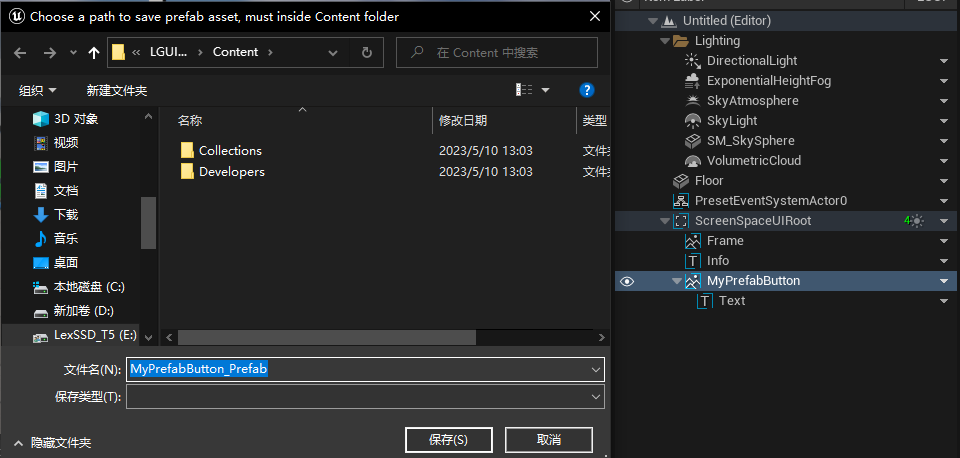 Choose a path to save prefab asset, must inside Content folder
« LGUI... › Content ›
在 Content 中搜索
组织
新建文件夹
3D 对象
视频
图片
文档
下载
音乐
桌面
本地磁盘 (C:)
新加卷 (D:)
LexSSD_T5 (E:)
名称
修改日期
类型
Collections
2023/5/10 13:03
文件夹
Developers
2023/5/10 13:03
文件夹
文件名(N):
MyPrefabButton_Prefab
保存类型(T):
隐藏文件夹
保存(S)
取消
Untitled (Editor)
Lighting
DirectionalLight
ExponentialHeightFog
SkyAtmosphere
SkyLight
SM_SkySphere
VolumetricCloud
Floor
PresetEventSystemActor0
ScreenSpaceUIRoot
4
Frame
Info
MyPrefabButton
Text